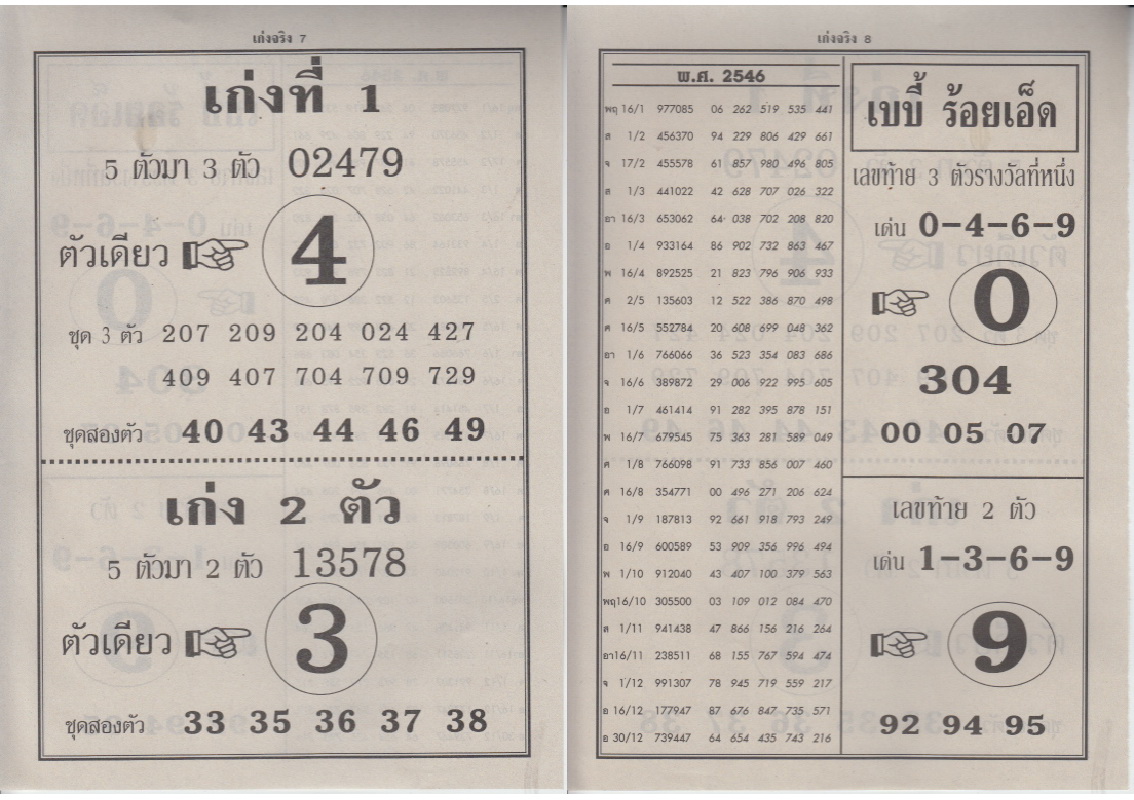 เก่งจริง 7
เก่งที่ 1
5 ตัวมา 3 ตัว 02479
ตัวเดียว 4
ชุด 3 ตัว 207 209 204 024 427
409 407 704 709 729
ชุดสองตัว 40 43 44 46 49
เก่ง 2 ตัว
5 ตัวมา 2 ตัว 13578
ตัวเดียว 3
ชุดสองตัว 33 35 36 37 38
เก่งจริง 8
พ.ศ. 2546
พฤ 16/1 977085 06 262 519 535 441
ส 1/2 456370 94 229 806 429 661
จ 17/2 455578 61 857 980 496 805
ส 1/3 441022 42 628 707 026 322
อา 16/3 653062 64 038 702 208 820
อ 1/4 933164 86 902 732 863 467
พ 16/4 892525 21 823 796 906 933
ศ 2/5 135603 12 522 386 870 498
ศ 16/5 552784 20 608 699 048 362
อา 1/6 766066 36 523 354 083 686
จ 16/6 389872 29 006 922 995 605
อ 1/7 461414 91 282 395 878 151
พ 16/7 679545 75 363 281 589 049
ศ 1/8 766098 91 733 856 007 460
ศ 16/8 354771 00 496 271 206 624
จ 1/9 187813 92 661 918 793 249
อ 16/9 600589 53 909 356 996 494
พ 1/10 912040 43 407 100 379 563
พฤ16/10 305500 03 109 012 084 470
ส 1/11 941438 47 866 156 216 264
อา16/11 238511 68 155 767 594 474
จ 1/12 991307 78 945 719 559 217
อ 16/12 177947 87 676 847 735 571
อ 30/12 739447 64 654 435 743 216
เบบี้ ร้อยเอ็ด
เลขท้าย 3 ตัวรางวัลที่หนึ่ง
เด่น 0-4-6-9
0
304
00 05 07
เลขท้าย 2 ตัว
เด่น 1-3-6-9
9
92 94 95